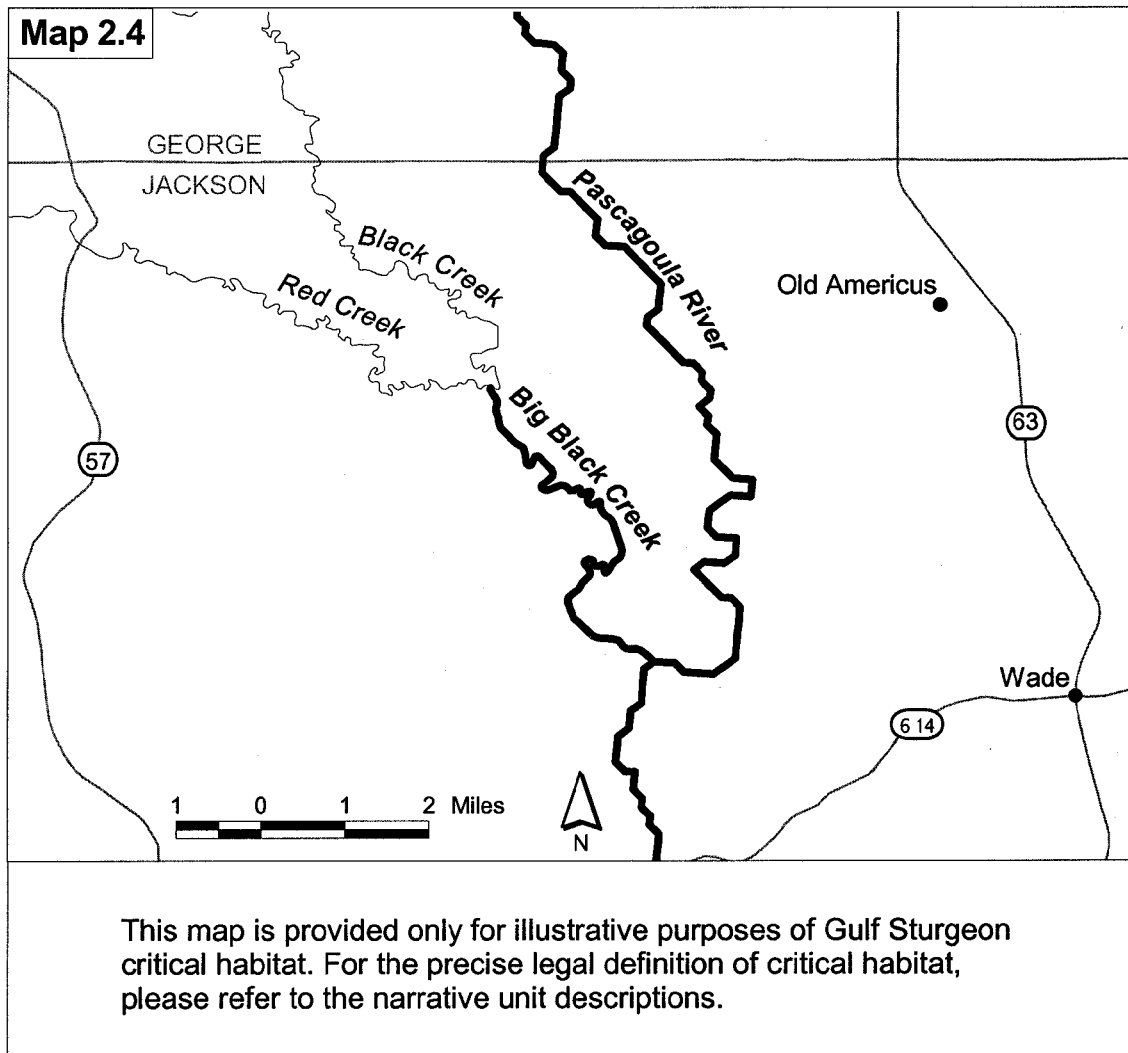 Map 2.4
GEORGE
JACKSON
Pascagoula River
Black Creek
Red Creek
Old Americus
Big Black Creek
63
57
Wade
6 14
1 0 1 2 Miles
N
This map is provided only for illustrative purposes of Gulf Sturgeon
critical habitat. For the precise legal definition of critical habitat,
please refer to the narrative unit descriptions.